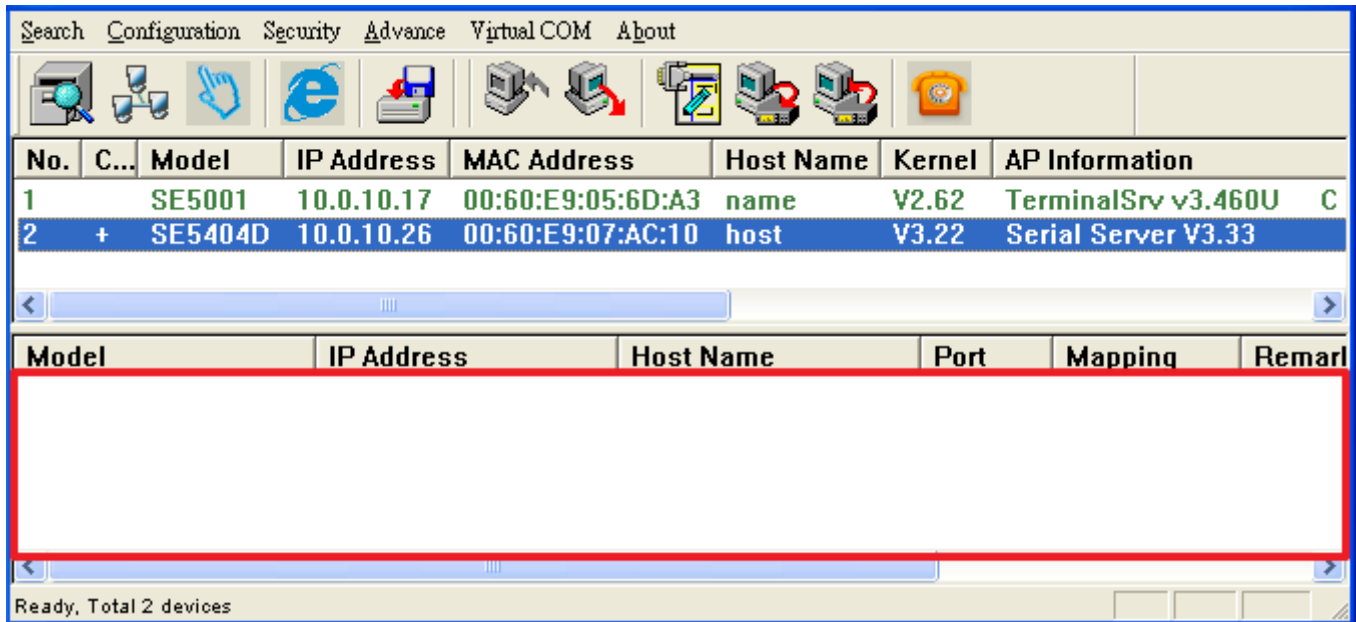 Search Configuration Security Advance Virtual COM About
No. C... Model IP Address MAC Address Host Name Kernel AP Information
1 SE5001 10.0.10.17 00:60:E9:05:6D:A3 name V2.62 TerminalSrv v3.460U C
2 + SE5404D 10.0.10.26 00:60:E9:07:AC:10 host V3.22 Serial Server V3.33
Model IP Address Host Name Port Mapping Remark
Ready, Total 2 devices